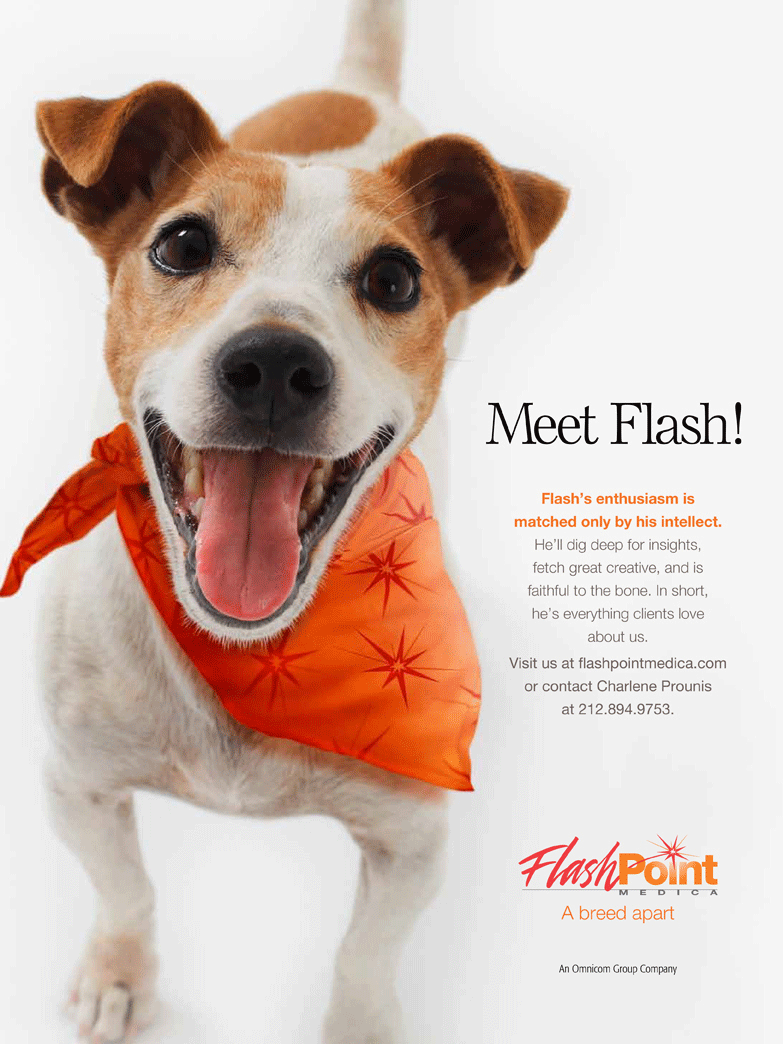 Meet Flash!
Flash’s enthusiasm is
matched only by his intellect.
He’ll dig deep for insights,
fetch great creative, and is
faithful to the bone. In short,
he’s everything clients love
about us.
Visit us at flashpointmedica.com
or contact Charlene Prounis
at 212.894.9753.
FlashPoint
MEDICA
A breed apart
An Omnicom Group Company